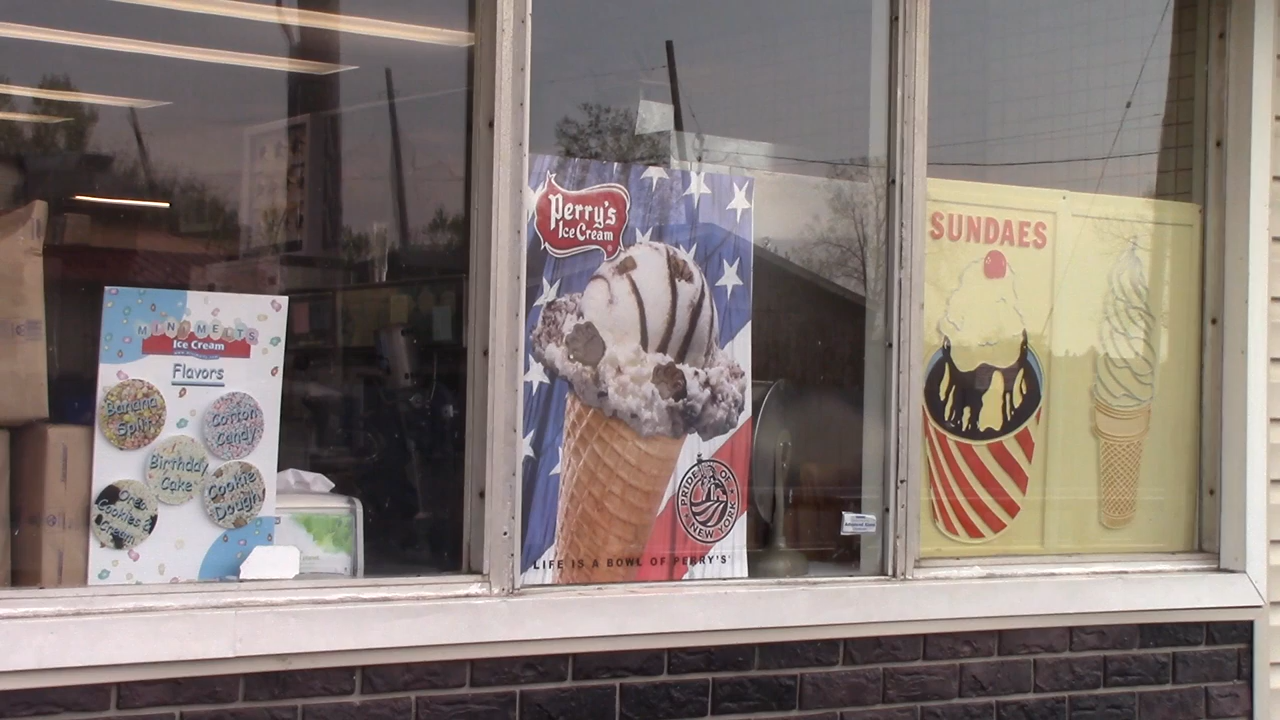 MINI MELTS
Ice Cream
Flavors
Banana
Split
Cotton
Candy
Birthday
Cake
Cookie
Dough
Oreo
Cookies &
Cream
Perry's
Ice Cream
PRIDE OF
NEW YORK
LIFE IS A BOWL OF PERRY'S
SUNDAES